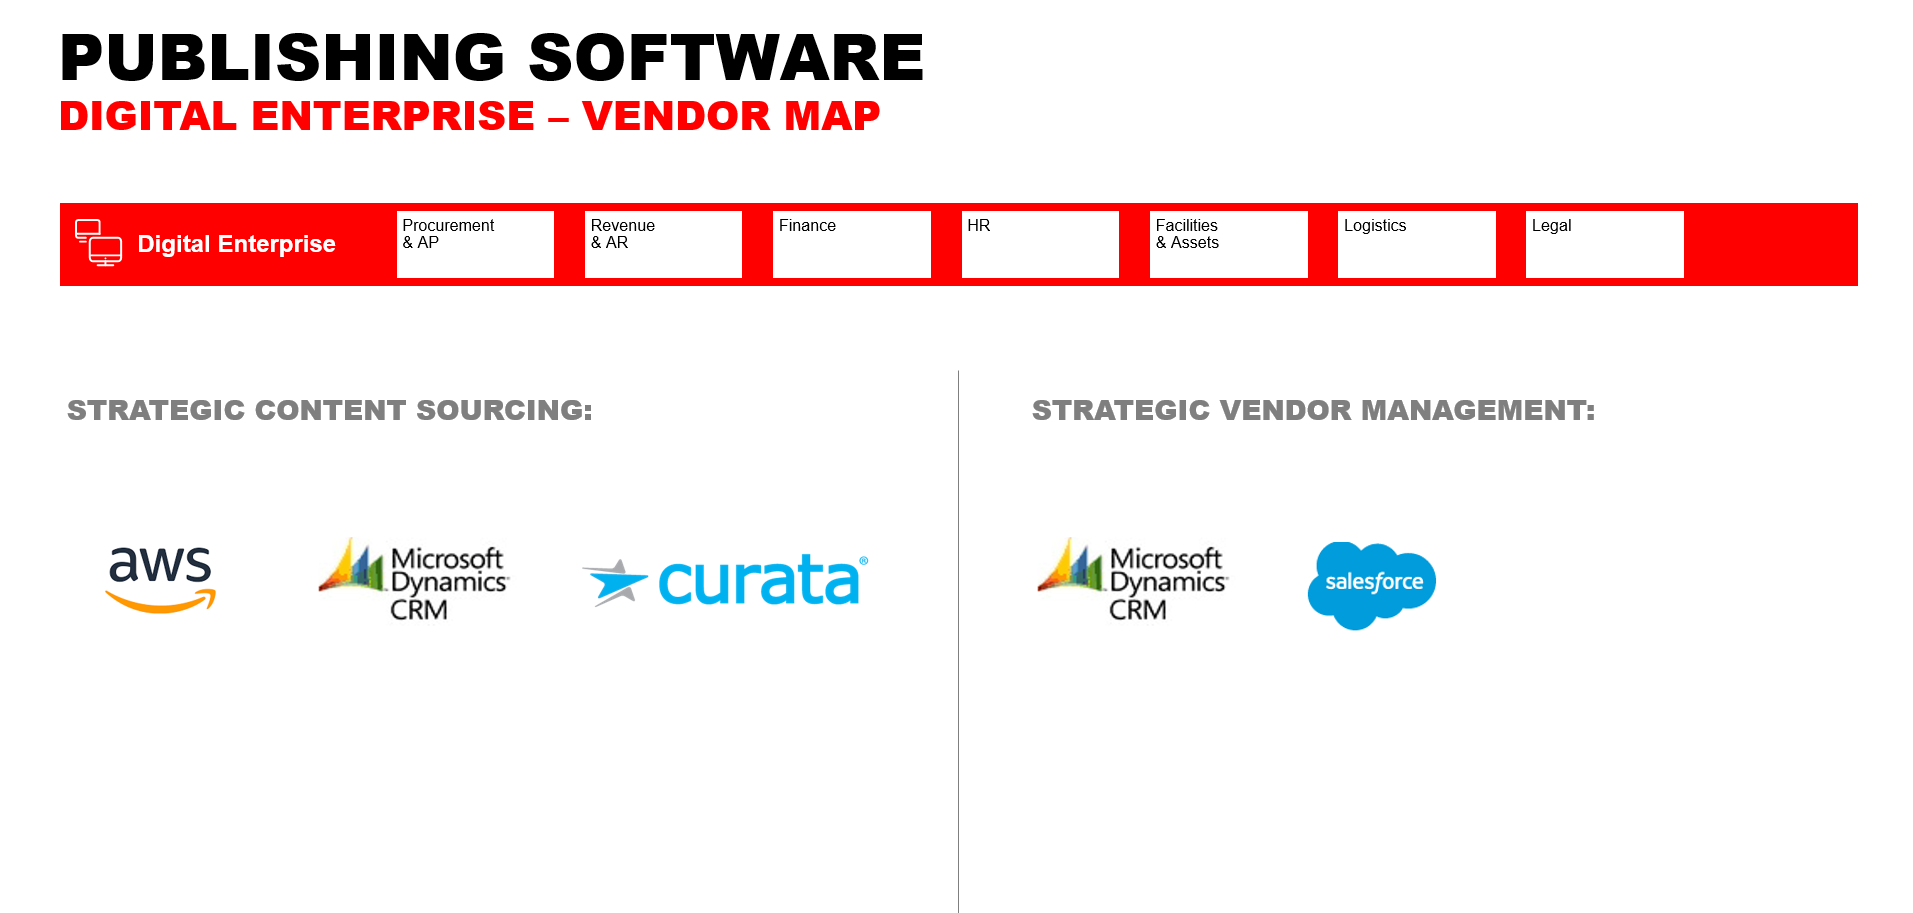 PUBLISHING SOFTWARE
DIGITAL ENTERPRISE – VENDOR MAP
Digital Enterprise
Procurement
& AP
Revenue
& AR
Finance
HR
Facilities
& Assets
Logistics
Legal
STRATEGIC CONTENT SOURCING:
aws
Microsoft
Dynamics
CRM
curata®
STRATEGIC VENDOR MANAGEMENT:
Microsoft
Dynamics
CRM
salesforce